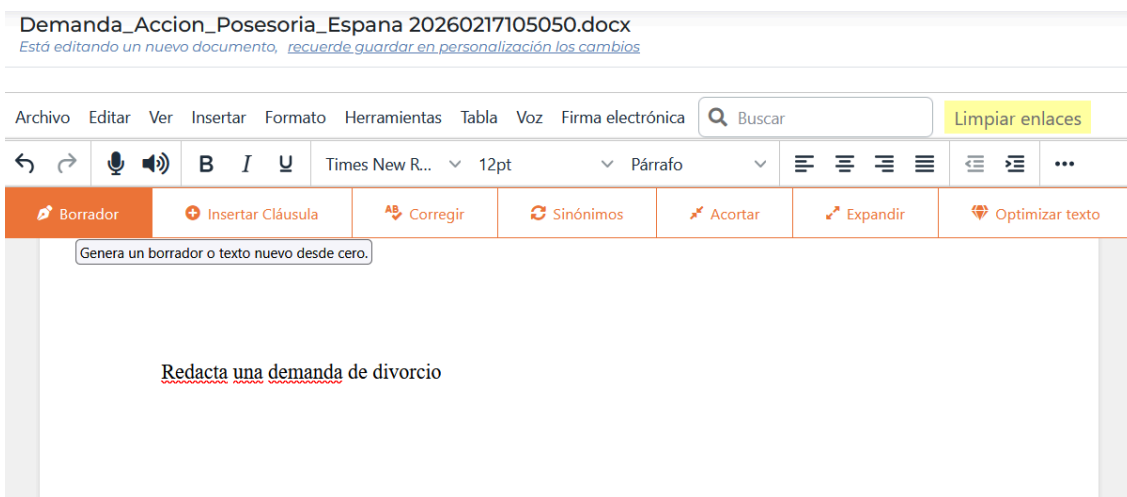 Demanda_Accion_Posesoria_Espana 20260217105050.docx
Está editando un nuevo documento, recuerde guardar en personalización los cambios
Archivo Editar Ver Insertar Formato Herramientas Tabla Voz Firma electrónica Buscar Limpiar enlaces
B I U Times New R... 12pt Párrafo
Borrador Insertar Cláusula Corregir Sinónimos Acortar Expandir Optimizar texto
Genera un borrador o texto nuevo desde cero.
Redacta una demanda de divorcio